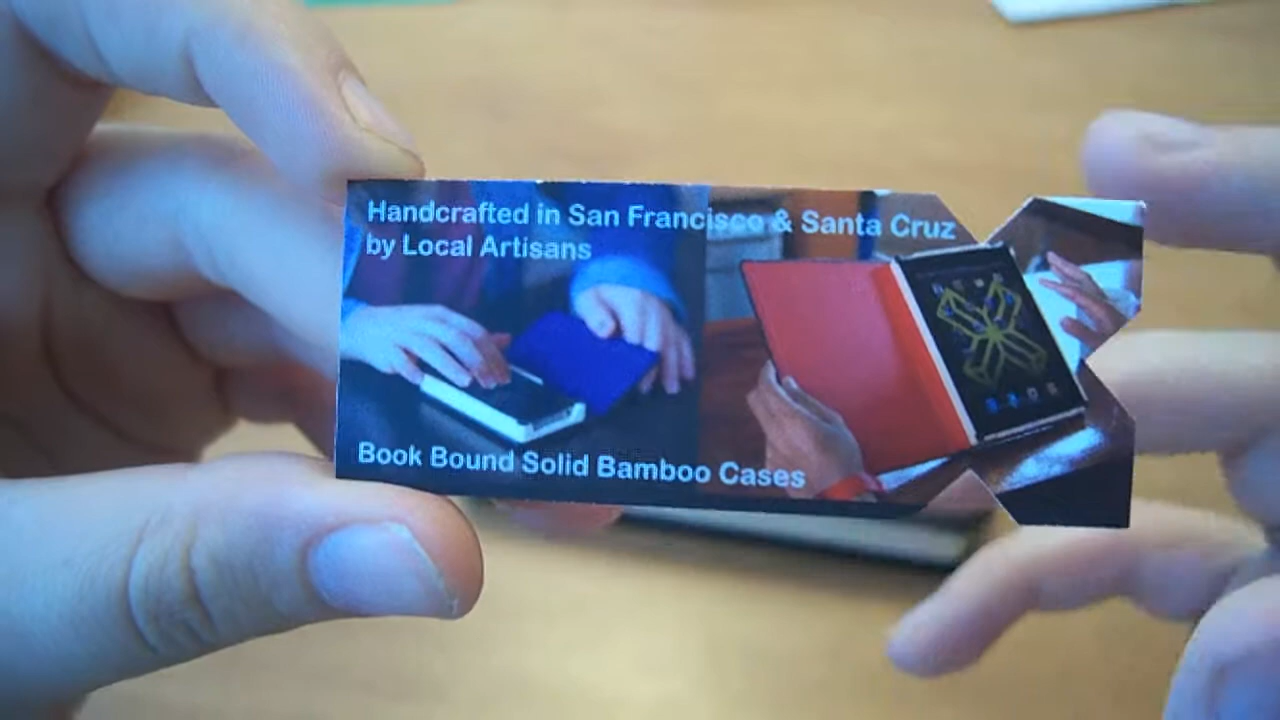 Handcrafted in San Francisco & Santa Cruz
by Local Artisans
Book Bound Solid Bamboo Cases